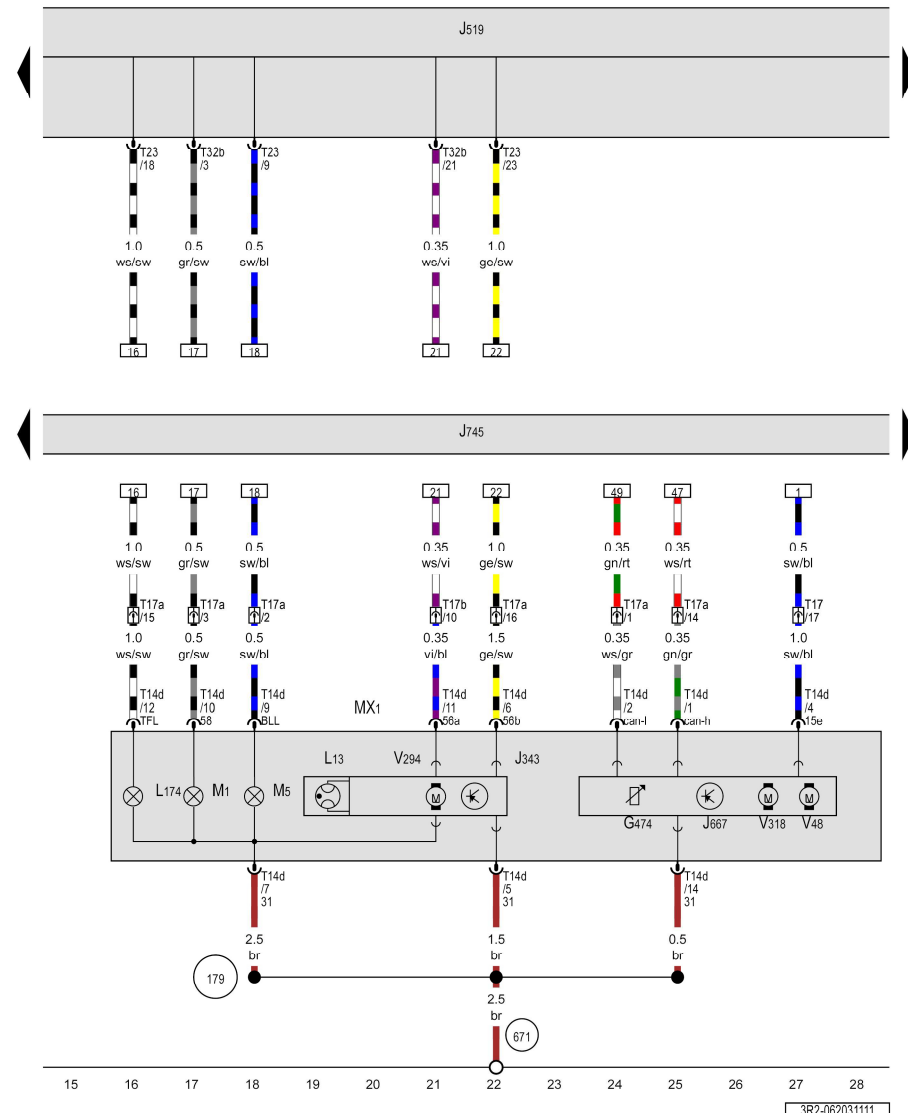 J519
T23 T32b T23 T32b T23
/18 /3 /9 /21 /23
1.0 0.5 0.5 0.35 1.0
ws/sw gr/sw sw/bl ws/vi ge/sw
16 17 18 21 22
J745
16 17 18 21 22 49 47 1
1.0 0.5 0.5 0.35 1.0 0.35 0.35 0.5
ws/sw gr/sw sw/bl ws/vi ge/sw gn/rt ws/rt sw/bl
T17a T17a T17a T17b T17a T17a T17a T17
/15 /3 /2 /10 /16 /1 /14 /17
1.0 0.5 0.5 0.35 1.5 0.35 0.35 1.0
ws/sw gr/sw sw/bl vi/bl ge/sw ws/gr gn/gr sw/bl
T14d T14d T14d T14d T14d T14d T14d T14d
/12 /10 /9 /11 /6 /2 /1 /4
TFL 58 BLL MX1 56a 56b can-l can-h 15e
L13 V294 J343
L174 M1 M5 M M M
G474 J667 V318 V48
T14d T14d T14d
/7 /5 /14
31 31 31
2.5 1.5 0.5
br br br
179
2.5
br
671
15 16 17 18 19 20 21 22 23 24 25 26 27 28
3R2-062031111